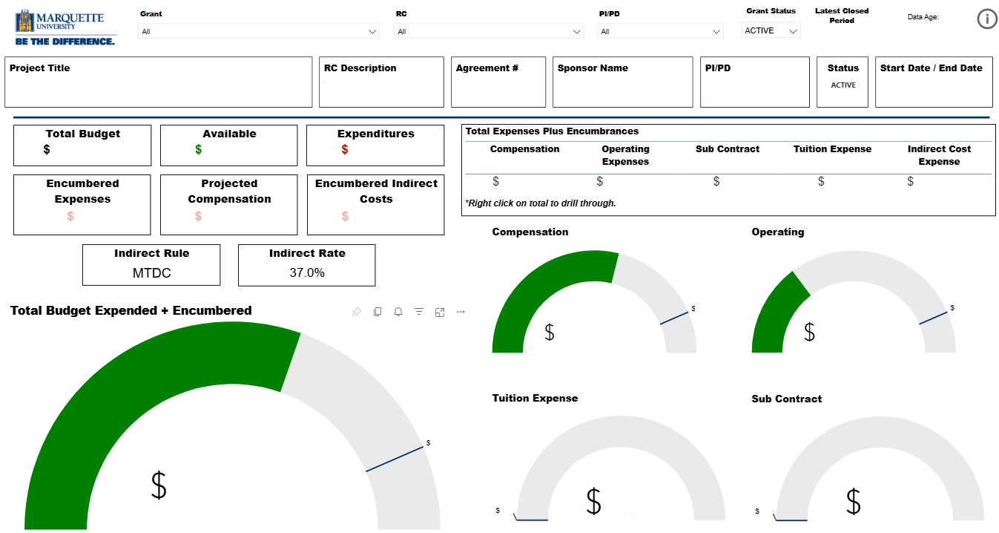 MARQUETTE
UNIVERSITY
BE THE DIFFERENCE.
Grant
All
RC
All
PI/PD
All
Grant Status
ACTIVE
Latest Closed
Period
Data Age:
i
Project Title
RC Description
Agreement #
Sponsor Name
PI/PD
Status
ACTIVE
Start Date / End Date
Total Budget
$
Available
$
Expenditures
$
Encumbered
Expenses
$
Projected
Compensation
$
Encumbered Indirect
Costs
$
Indirect Rule
MTDC
Indirect Rate
37.0%
Total Expenses Plus Encumbrances
Compensation
Operating
Expenses
Sub Contract
Tuition Expense
Indirect Cost
Expense
$ $ $ $ $
*Right click on total to drill through.
Total Budget Expended + Encumbered
$
$
Compensation
$
$
Operating
$
$
Tuition Expense
$
$
Sub Contract
$
$